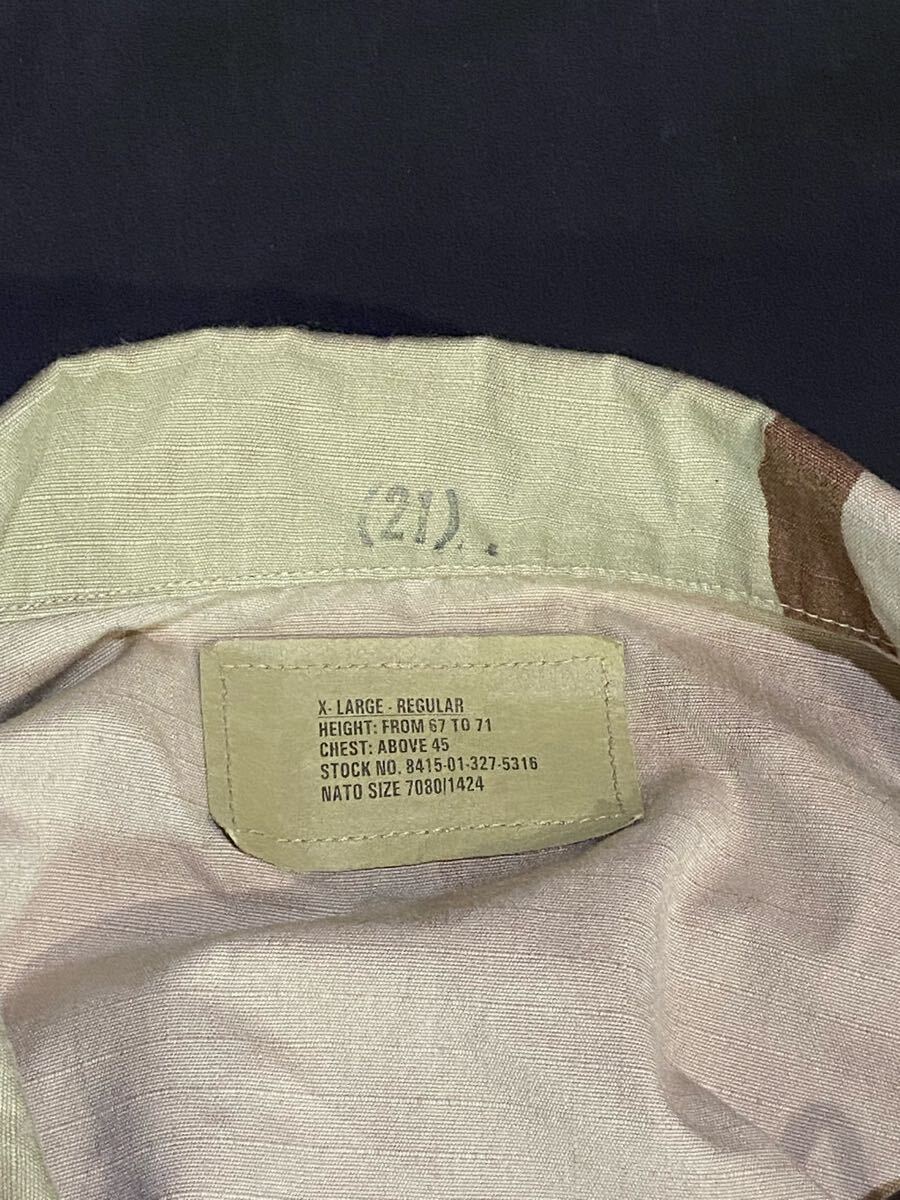 (21)..
X-LARGE - REGULAR
HEIGHT: FROM 67 TO 71
CHEST: ABOVE 45
STOCK NO. 8415-01-327-5316
NATO SIZE 7080/1424